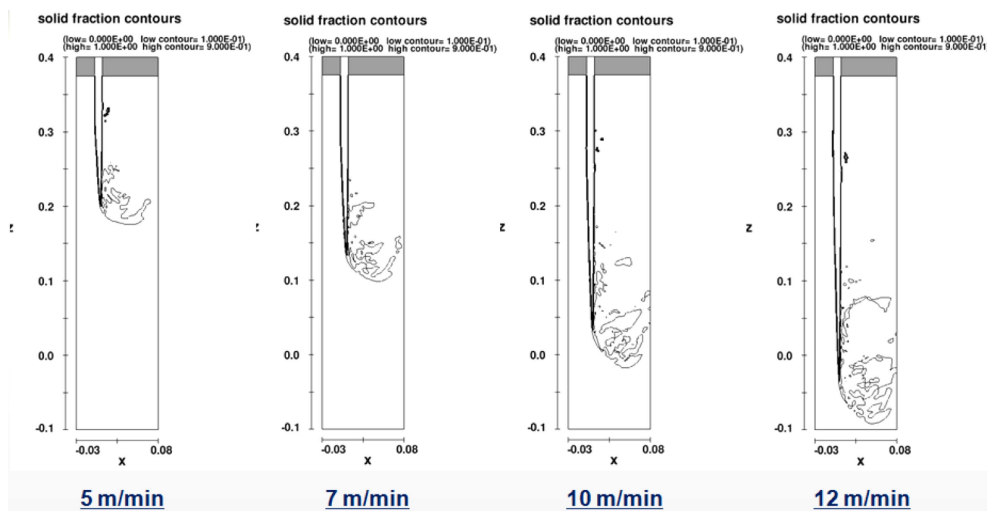 solid fraction contours
(low= 0.000E+00 low contour= 1.000E-01)
(high= 1.000E+00 high contour= 9.000E-01)
0.4
0.3
0.2
0.1
0.0
-0.1
z
-0.03 0.08
x
5 m/min
solid fraction contours
(low= 0.000E+00 low contour= 1.000E-01)
(high= 1.000E+00 high contour= 9.000E-01)
0.4
0.3
0.2
0.1
0.0
-0.1
z
-0.03 0.08
x
7 m/min
solid fraction contours
(low= 0.000E+00 low contour= 1.000E-01)
(high= 1.000E+00 high contour= 9.000E-01)
0.4
0.3
0.2
0.1
0.0
-0.1
z
-0.03 0.08
x
10 m/min
solid fraction contours
(low= 0.000E+00 low contour= 1.000E-01)
(high= 1.000E+00 high contour= 9.000E-01)
0.4
0.3
0.2
0.1
0.0
-0.1
z
-0.03 0.08
x
12 m/min